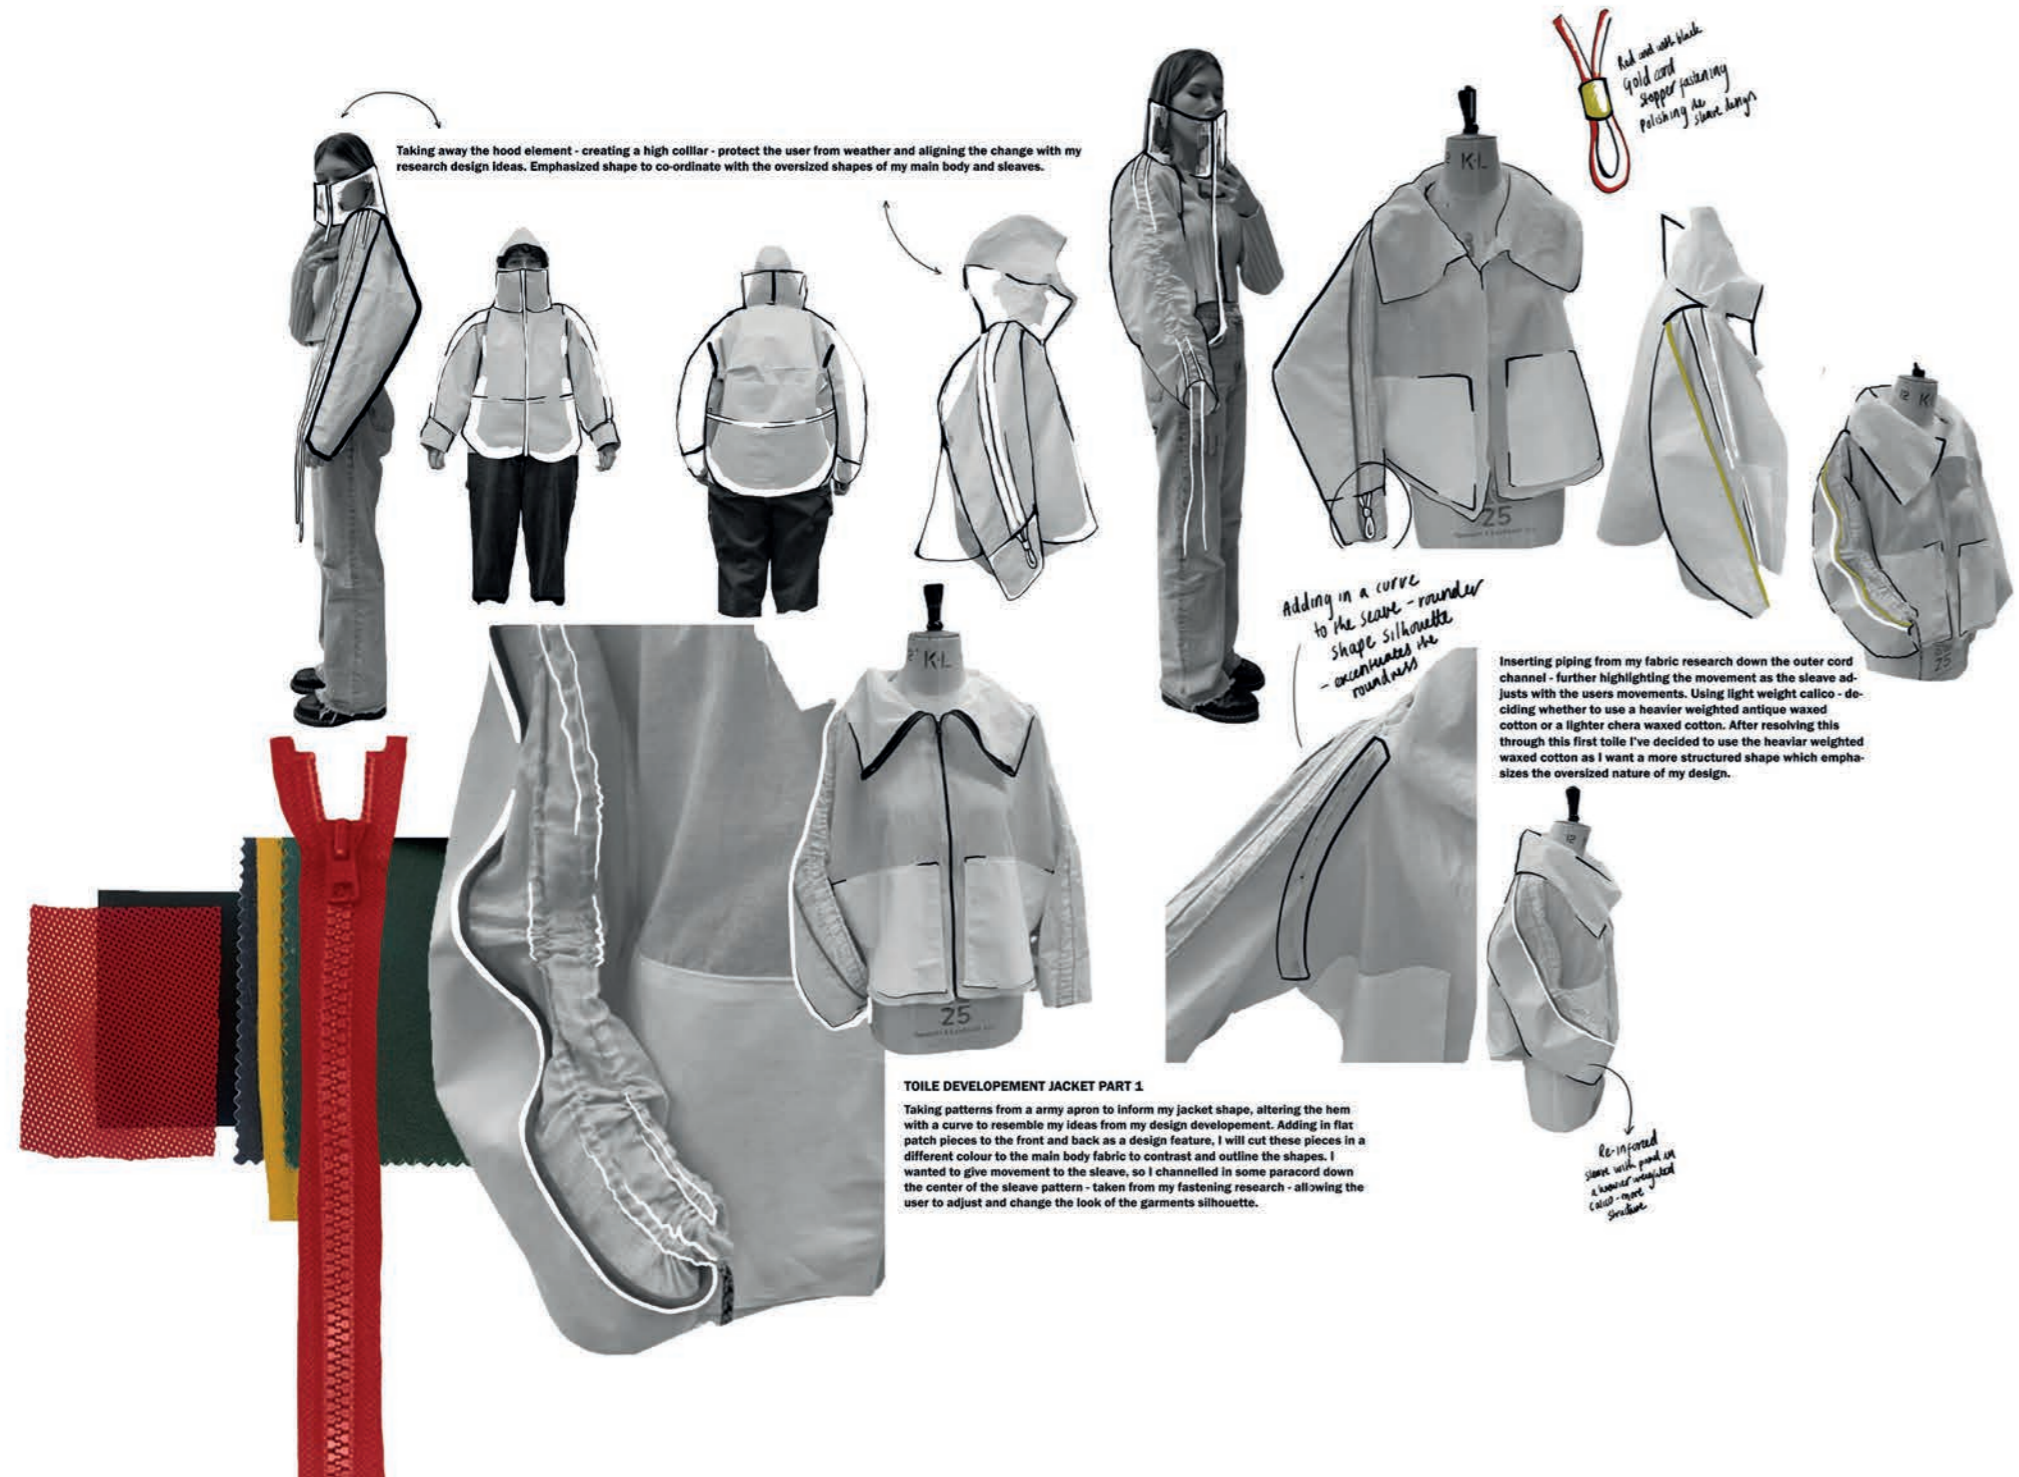 Taking away the hood element - creating a high colllar - protect the user from weather and aligning the change with my
research design ideas. Emphasized shape to co-ordinate with the oversized shapes of my main body and sleaves.
Red cord with black
Gold cord
stopper fastening
polishing the
sleave design
K·L
K·L
12 K
25
25
Adding in a curve
to the sleave - rounder
shape silhouette
- excentuates the
roundness
Inserting piping from my fabric research down the outer cord
channel - further highlighting the movement as the sleave ad-
justs with the users movements. Using light weight calico - de-
ciding whether to use a heavier weighted antique waxed
cotton or a lighter chera waxed cotton. After resolving this
through this first toile I've decided to use the heaviar weighted
waxed cotton as I want a more structured shape which empha-
sizes the oversized nature of my design.
12
25
TOILE DEVELOPEMENT JACKET PART 1
Taking patterns from a army apron to inform my jacket shape, altering the hem
with a curve to resemble my ideas from my design developement. Adding in flat
patch pieces to the front and back as a design feature, I will cut these pieces in a
different colour to the main body fabric to contrast and outline the shapes. I
wanted to give movement to the sleave, so I channelled in some paracord down
the center of the sleave pattern - taken from my fastening research - allowing the
user to adjust and change the look of the garments silhouette.
Re-inforced
sleave with panel in
a heavier weighted
calico - more
structure